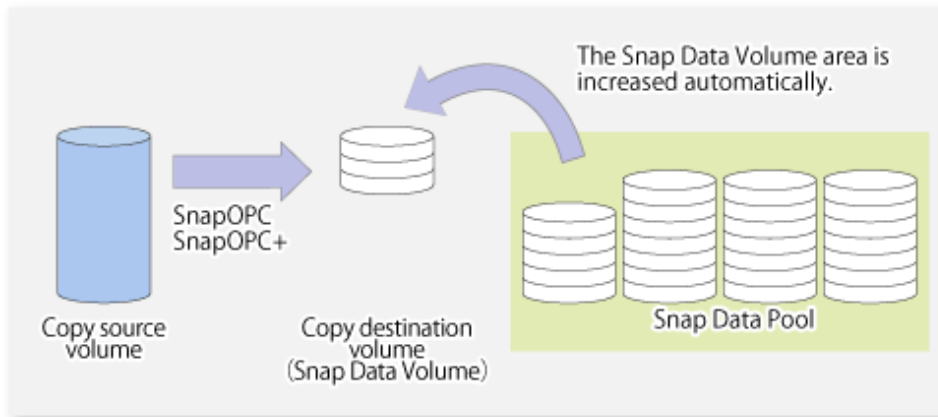 The Snap Data Volume area is
increased automatically.
SnapOPC
SnapOPC+
Copy source
volume
Copy destination
volume
(Snap Data Volume)
Snap Data Pool